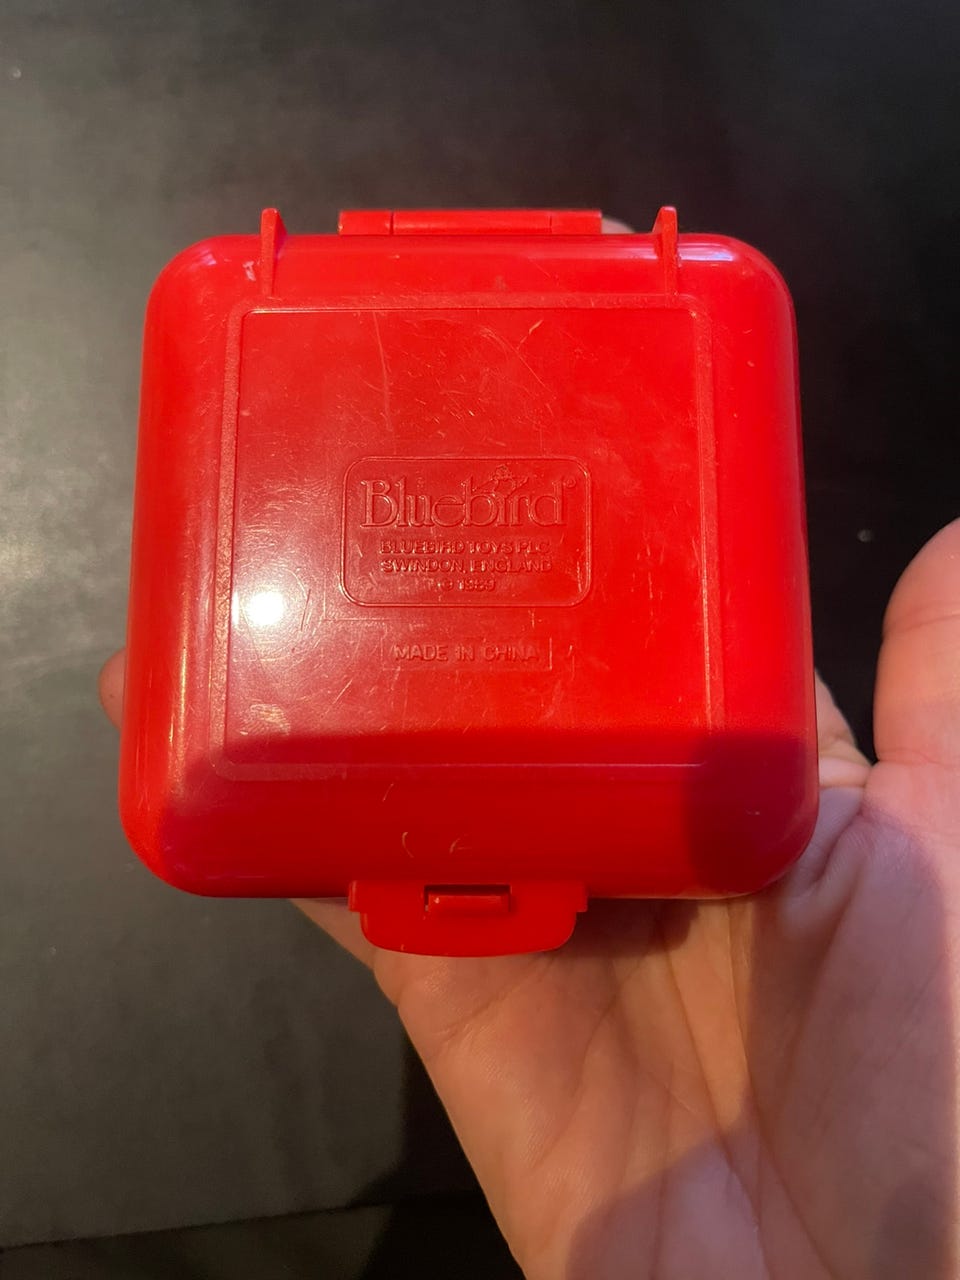 Bluebird®
BLUEBIRD TOYS PLC
SWINDON, ENGLAND
© 1989
MADE IN CHINA